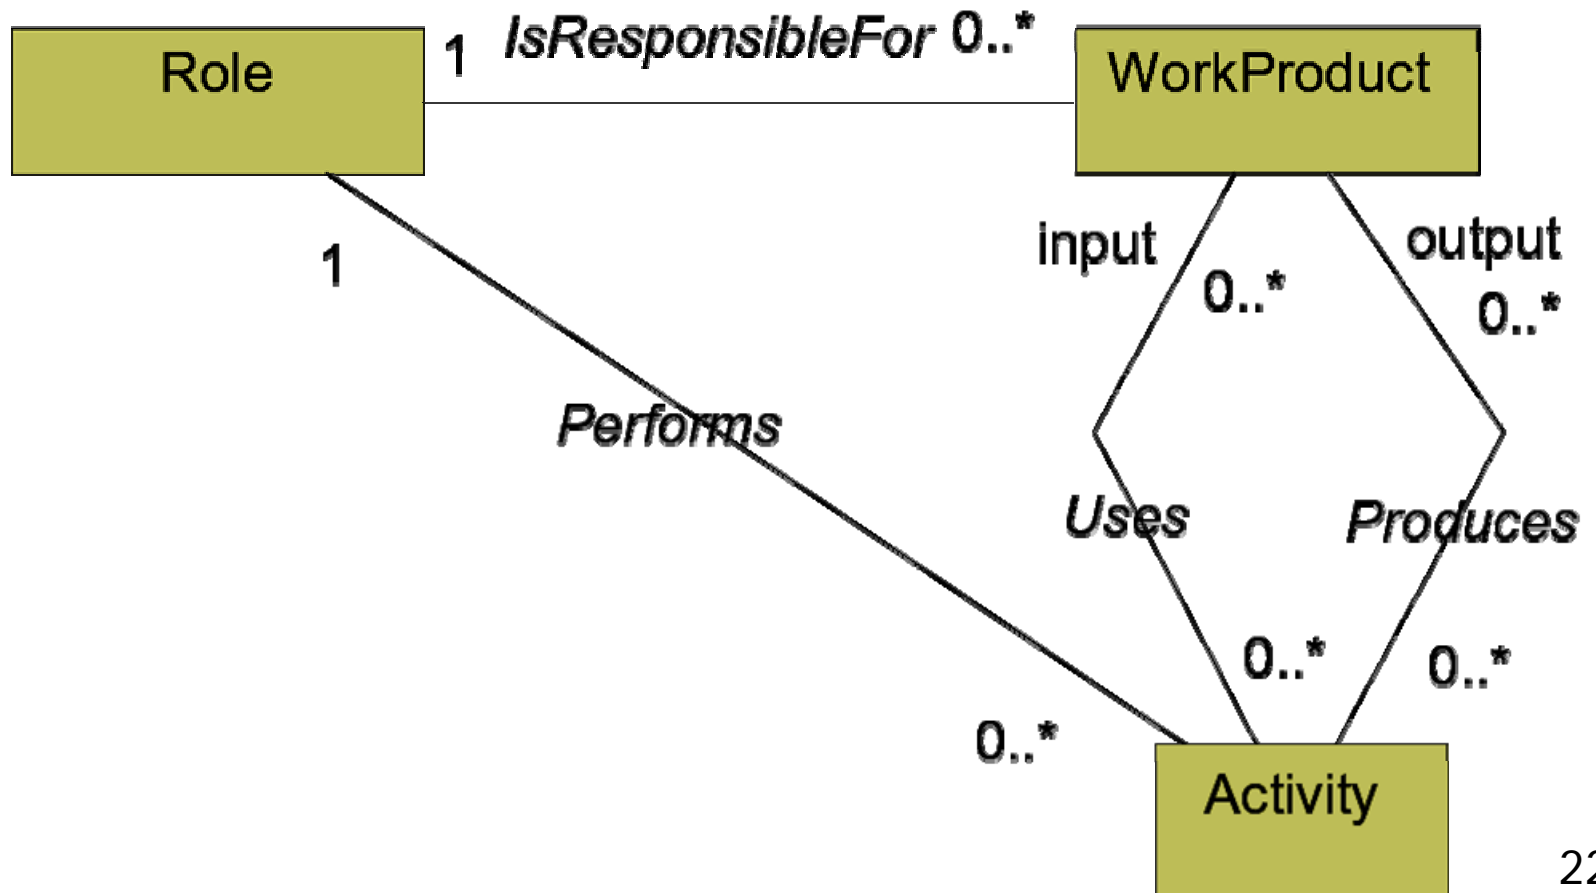 Role
1
IsResponsibleFor
0..*
WorkProduct
input
0..*
output
0..*
1
Performs
Uses
Produces
0..*
0..*
0..*
Activity
22